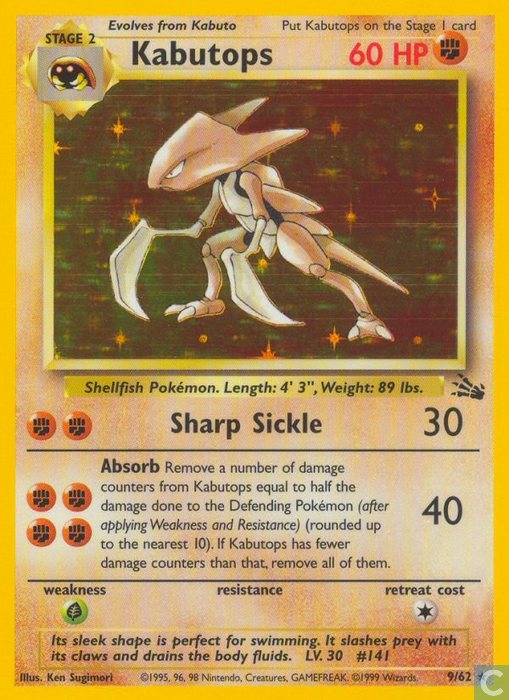 Evolves from Kabuto
Put Kabutops on the Stage 1 card
STAGE 2
Kabutops
60 HP
Shellfish Pokémon. Length: 4' 3", Weight: 89 lbs.
Sharp Sickle 30
Absorb Remove a number of damage
counters from Kabutops equal to half the
damage done to the Defending Pokémon (after
applying Weakness and Resistance) (rounded up
to the nearest 10). If Kabutops has fewer
damage counters than that, remove all of them.
40
weakness resistance retreat cost
Its sleek shape is perfect for swimming. It slashes prey with
its claws and drains the body fluids. LV. 30 #141
Illus. Ken Sugimori ©1995, 96, 98 Nintendo, Creatures, GAMEFREAK. ©1999 Wizards. 9/62
C